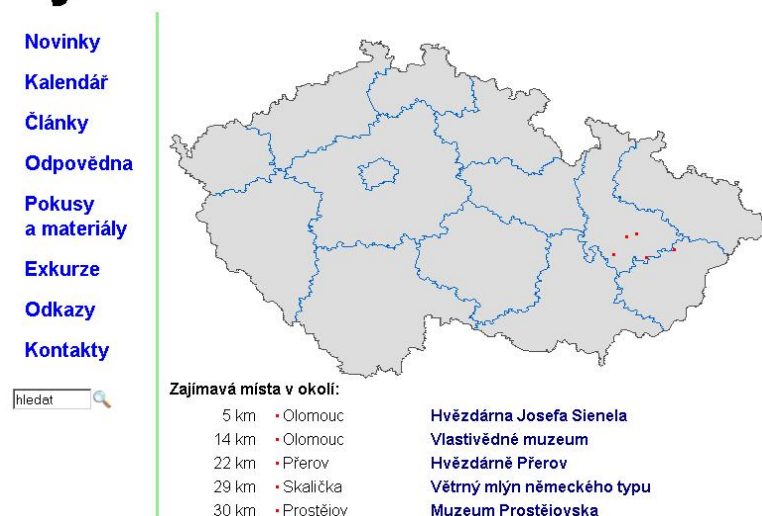 Novinky
Kalendář
Články
Odpovědna
Pokusy
a materiály
Exkurze
Odkazy
Kontakty
hledat
Zajímavá místa v okolí:
5 km Olomouc Hvězdárna Josefa Sienela
14 km Olomouc Vlastivědné muzeum
22 km Přerov Hvězdárně Přerov
29 km Skalička Větrný mlýn německého typu
30 km Prostějov Muzeum Prostějovska